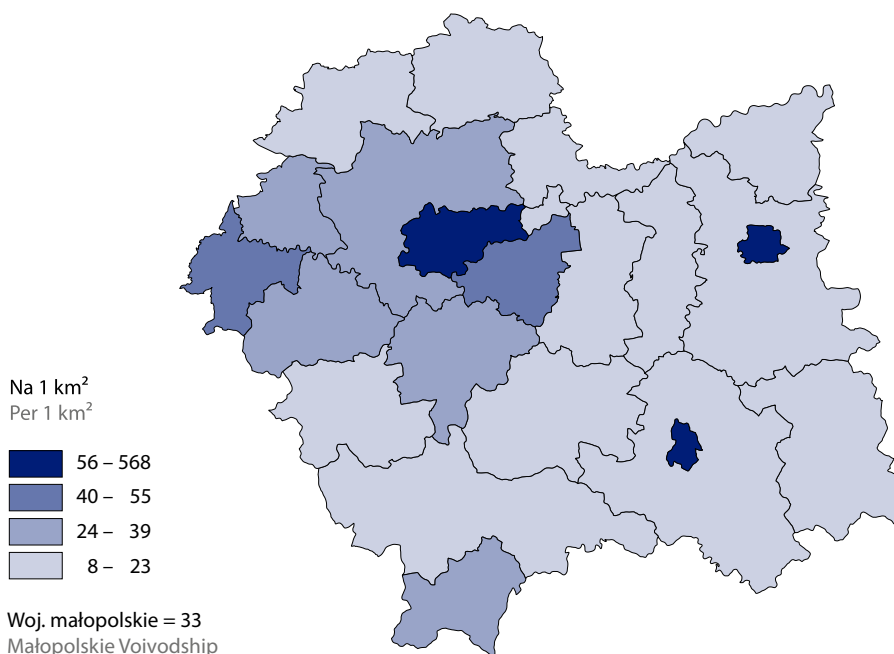 Na 1 km²
Per 1 km²
56 – 568
40 – 55
24 – 39
8 – 23
Woj. małopolskie = 33
Małopolskie Voivodship